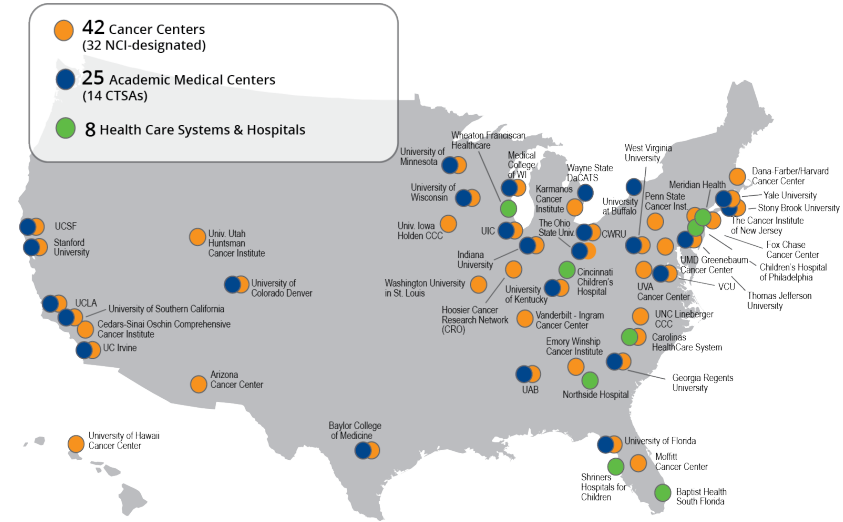 42 Cancer Centers
(32 NCI-designated)
25 Academic Medical Centers
(14 CTSAs)
8 Health Care Systems & Hospitals
Wheaton Franciscan
Healthcare
University of
Minnesota
Medical
College
of WI
Wayne State
DaCATS
West Virginia
University
Dana-Farber/Harvard
Cancer Center
University of
Wisconsin
Karmanos
Cancer
Institute
University
at Buffalo
Meridian Health
Penn State
Cancer Inst.
Yale University
Stony Brook University
The Cancer Institute
of New Jersey
UCSF
Stanford
University
Univ. Utah
Huntsman
Cancer Institute
Univ. Iowa
Holden CCC
UIC
The Ohio
State Univ.
CWRU
Fox Chase
Cancer Center
UMD Greenebaum
Cancer Center
Children's Hospital
of Philadelphia
Indiana
University
University of
Colorado Denver
Washington University
in St. Louis
University
of Kentucky
Cincinnati
Children's
Hospital
UVA
Cancer Center
VCU
Thomas Jefferson
University
UCLA
University of Southern California
Cedars-Sinai Oschin Comprehensive
Cancer Institute
UC Irvine
Hoosier Cancer
Research Network
(CRO)
Vanderbilt - Ingram
Cancer Center
UNC Lineberger
CCC
Carolinas
HealthCare System
Emory Winship
Cancer Institute
Arizona
Cancer Center
UAB
Northside Hospital
Georgia Regents
University
University of Hawaii
Cancer Center
Baylor College
of Medicine
University of Florida
Moffitt
Cancer Center
Shriners
Hospitals for
Children
Baptist Health
South Florida